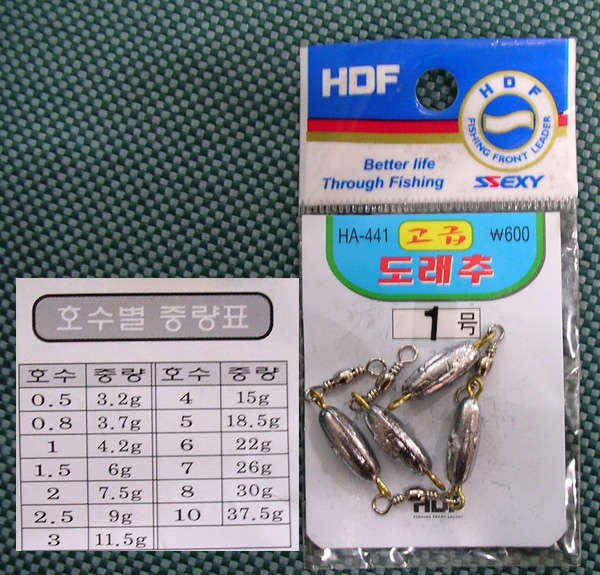 HDF
HDF
FISHING FRONT LEADER
Better life
Through Fishing
SSEXY
HA-441 고급 ₩600
도래추
1号
HDF
FISHING FRONT LEADER
호수별 중량표
호수 중량 호수 중량
0.5 3.2g 4 15g
0.8 3.7g 5 18.5g
1 4.2g 6 22g
1.5 6g 7 26g
2 7.5g 8 30g
2.5 9g 10 37.5g
3 11.5g